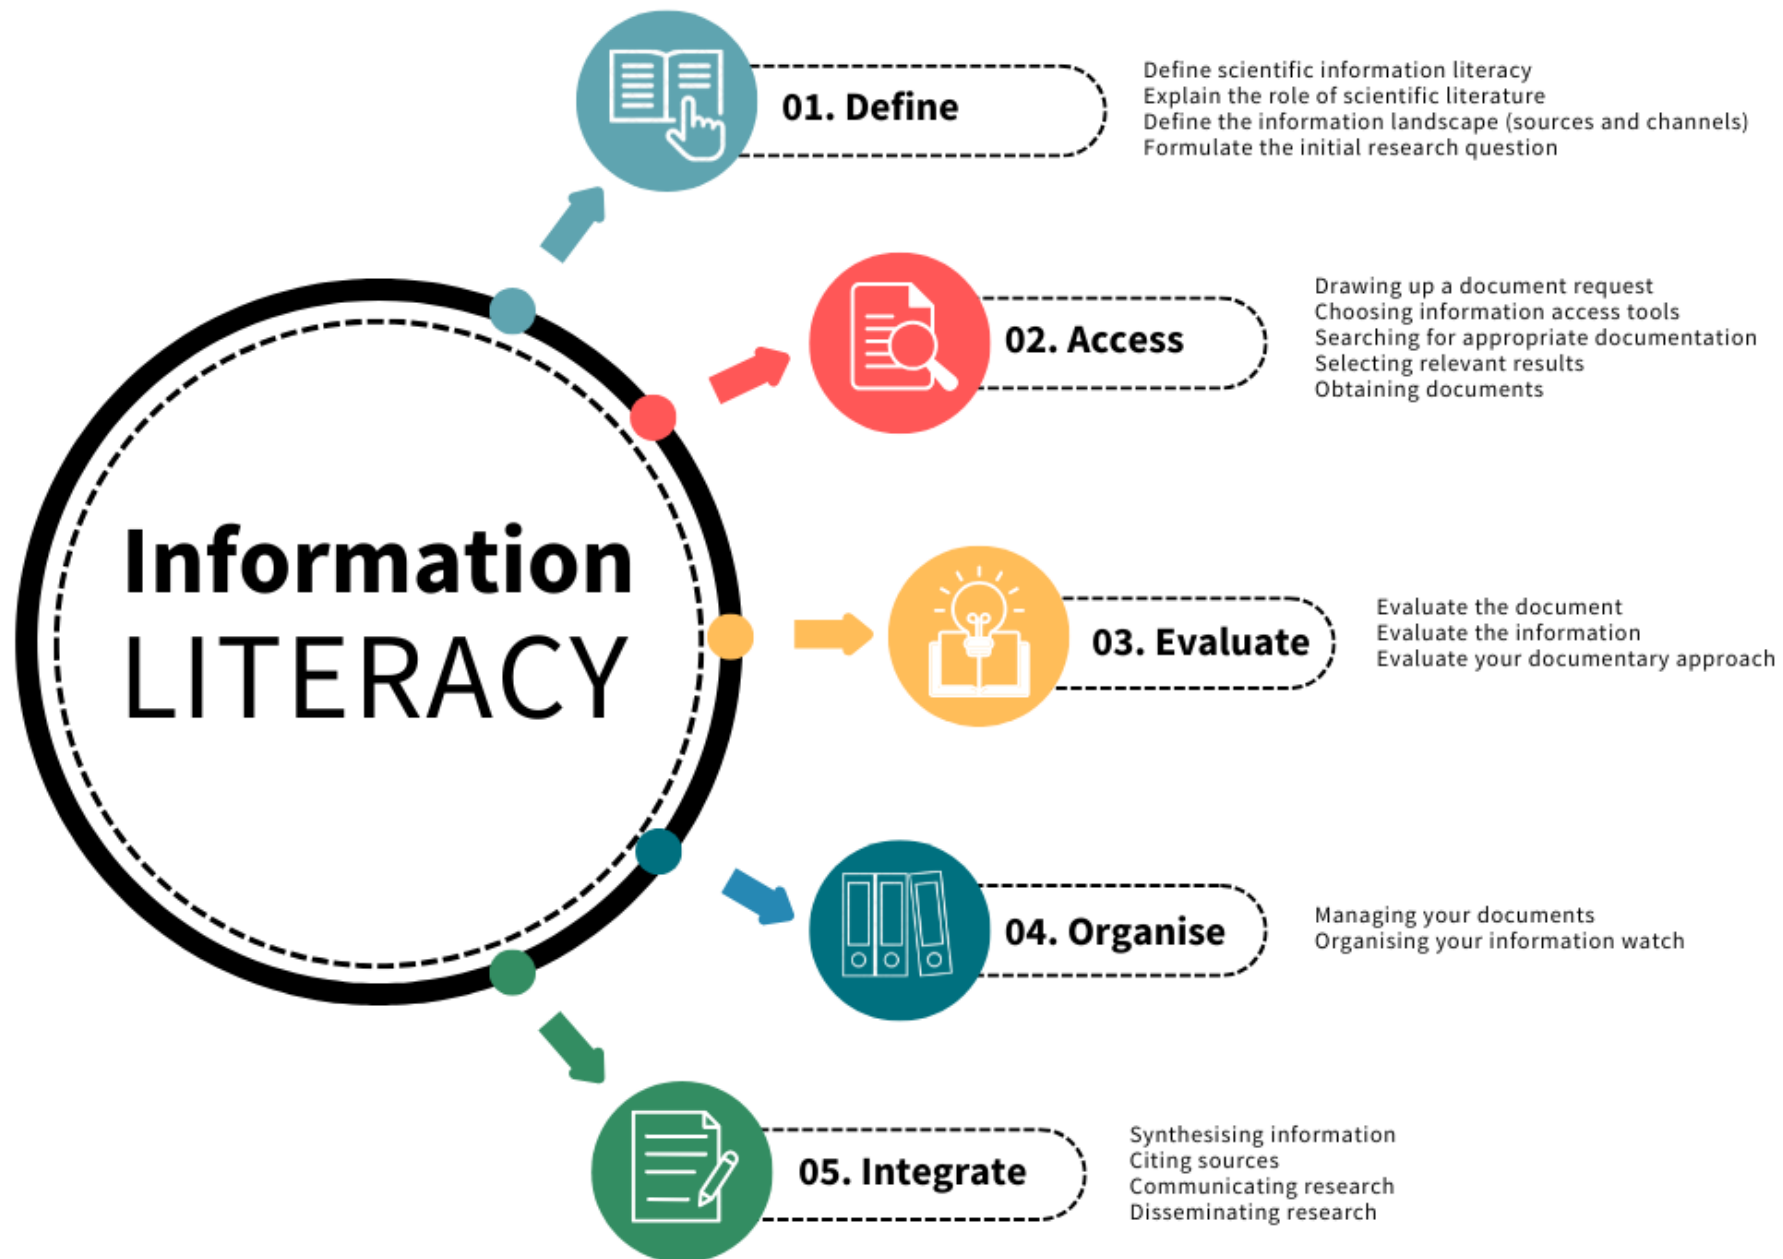 Information
LITERACY
01. Define
Define scientific information literacy
Explain the role of scientific literature
Define the information landscape (sources and channels)
Formulate the initial research question
02. Access
Drawing up a document request
Choosing information access tools
Searching for appropriate documentation
Selecting relevant results
Obtaining documents
03. Evaluate
Evaluate the document
Evaluate the information
Evaluate your documentary approach
04. Organise
Managing your documents
Organising your information watch
05. Integrate
Synthesising information
Citing sources
Communicating research
Disseminating research